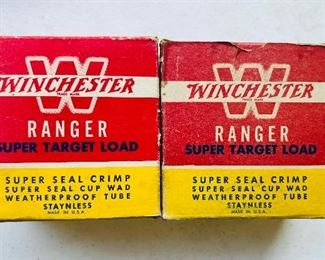 WINCHESTER
TRADE MARK
RANGER
SUPER TARGET LOAD
SUPER SEAL CRIMP
SUPER SEAL CUP WAD
WEATHERPROOF TUBE
STAYNLESS
MADE IN U.S.A.
WINCHESTER
TRADE MARK
RANGER
SUPER TARGET LOAD
SUPER SEAL CRIMP
SUPER SEAL CUP WAD
WEATHERPROOF TUBE
STAYNLESS
MADE IN U.S.A.